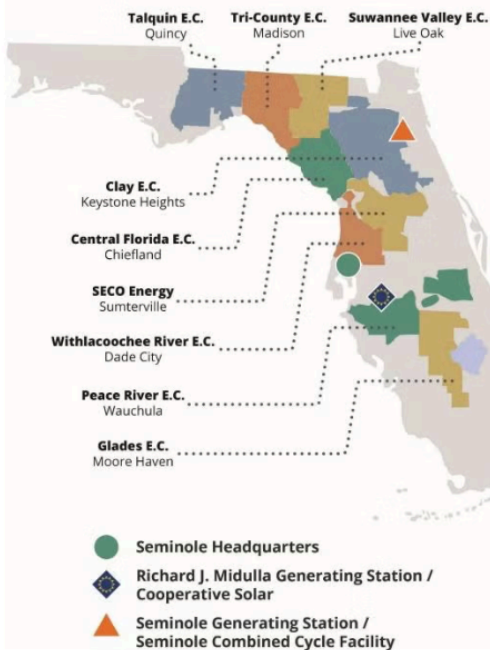 Talquin E.C.
Quincy
Tri-County E.C.
Madison
Suwannee Valley E.C.
Live Oak
Clay E.C.
Keystone Heights
Central Florida E.C.
Chiefland
SECO Energy
Sumterville
Withlacoochee River E.C.
Dade City
Peace River E.C.
Wauchula
Glades E.C.
Moore Haven
Seminole Headquarters
Richard J. Midulla Generating Station /
Cooperative Solar
Seminole Generating Station /
Seminole Combined Cycle Facility